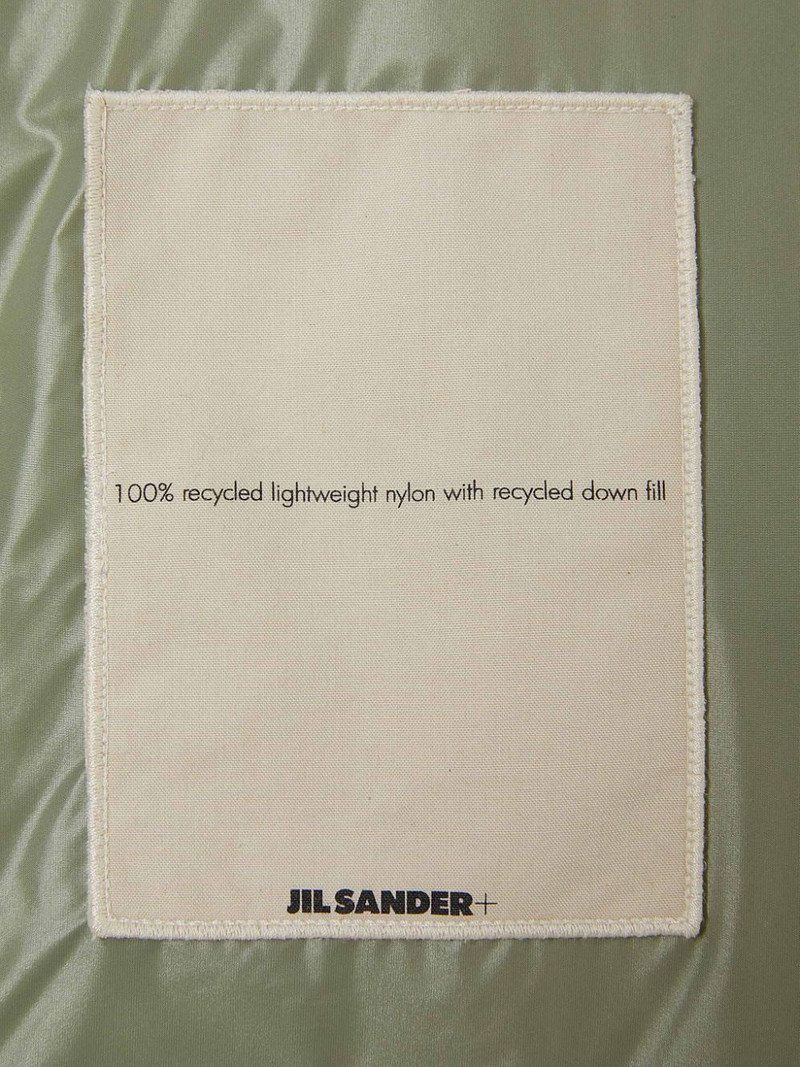 100% recycled lightweight nylon with recycled down fill
JIL SANDER+